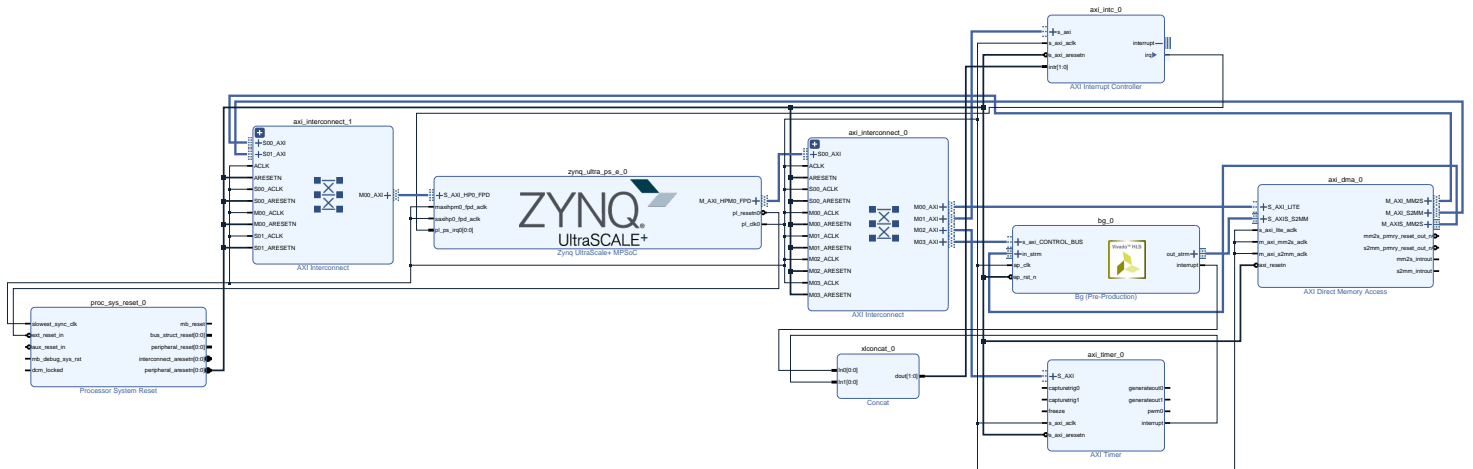 axi_intc_0
s_axi
s_axi_aclk
s_axi_aresetn
intr[1:0]
interrupt
irq
AXI Interrupt Controller
axi_interconnect_1
S00_AXI
S01_AXI
ACLK
ARESETN
S00_ACLK
S00_ARESETN
M00_ACLK
M00_ARESETN
S01_ACLK
S01_ARESETN
M00_AXI
AXI Interconnect
zynq_ultra_ps_e_0
S_AXI_HP0_FPD
maxihpm0_fpd_aclk
saxihp0_fpd_aclk
pl_ps_irq0[0:0]
ZYNQ
UltraSCALE+
M_AXI_HPM0_FPD
pl_resetn0
pl_clk0
Zynq UltraScale+ MPSoC
axi_interconnect_0
S00_AXI
ACLK
ARESETN
S00_ACLK
S00_ARESETN
M00_ACLK
M00_ARESETN
M01_ACLK
M01_ARESETN
M02_ACLK
M02_ARESETN
M03_ACLK
M03_ARESETN
M00_AXI
M01_AXI
M02_AXI
M03_AXI
AXI Interconnect
bg_0
s_axi_CONTROL_BUS
in_strm
ap_clk
ap_rst_n
Vivado™ HLS
out_strm
interrupt
Bg (Pre-Production)
axi_dma_0
S_AXI_LITE
S_AXIS_S2MM
s_axi_lite_aclk
m_axi_mm2s_aclk
m_axi_s2mm_aclk
axi_resetn
M_AXI_MM2S
M_AXI_S2MM
M_AXIS_MM2S
mm2s_prmry_reset_out_n
s2mm_prmry_reset_out_n
mm2s_introut
s2mm_introut
AXI Direct Memory Access
proc_sys_reset_0
slowest_sync_clk
ext_reset_in
aux_reset_in
mb_debug_sys_rst
dcm_locked
mb_reset
bus_struct_reset[0:0]
peripheral_reset[0:0]
interconnect_aresetn[0:0]
peripheral_aresetn[0:0]
Processor System Reset
xlconcat_0
In0[0:0]
In1[0:0]
dout[1:0]
Concat
axi_timer_0
S_AXI
capturetrig0
capturetrig1
freeze
s_axi_aclk
s_axi_aresetn
generateout0
generateout1
pwm0
interrupt
AXI Timer